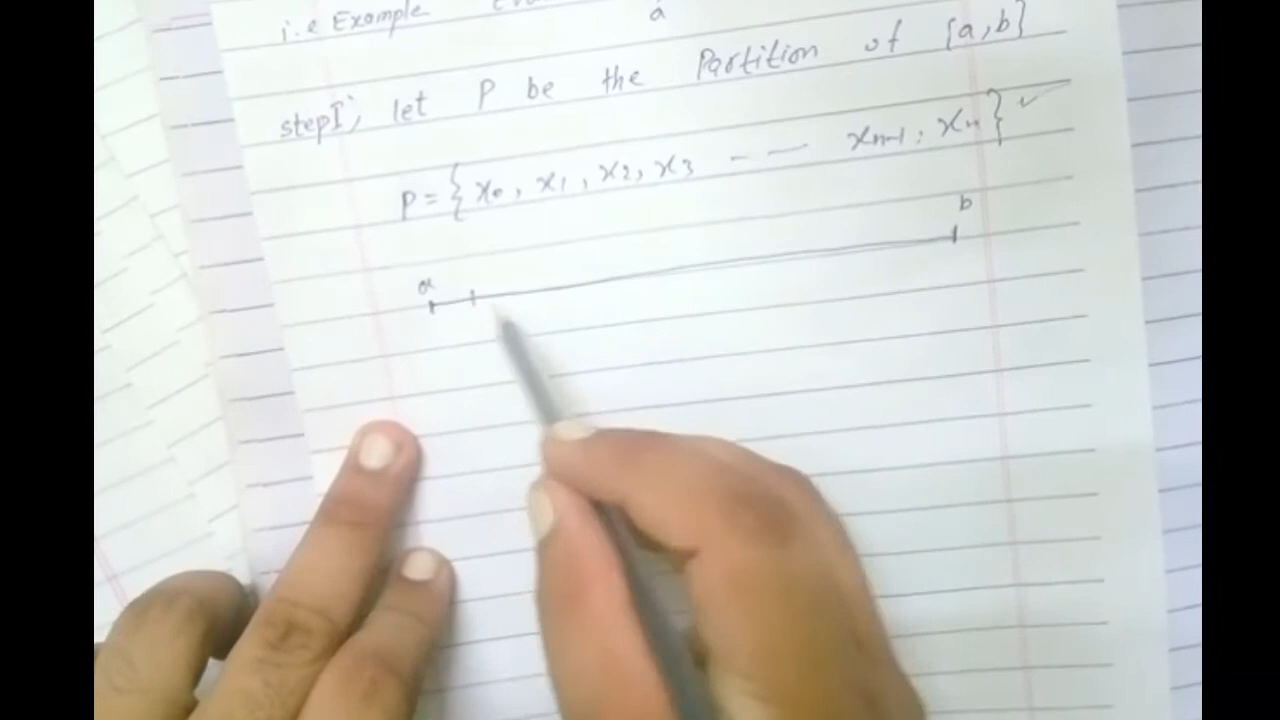 i.e Example
a
stepI, let P be the Partition of [a,b]
P = { x₀, x₁, x₂, x₃ - — xₙ₋₁, xₙ } ✓
a b